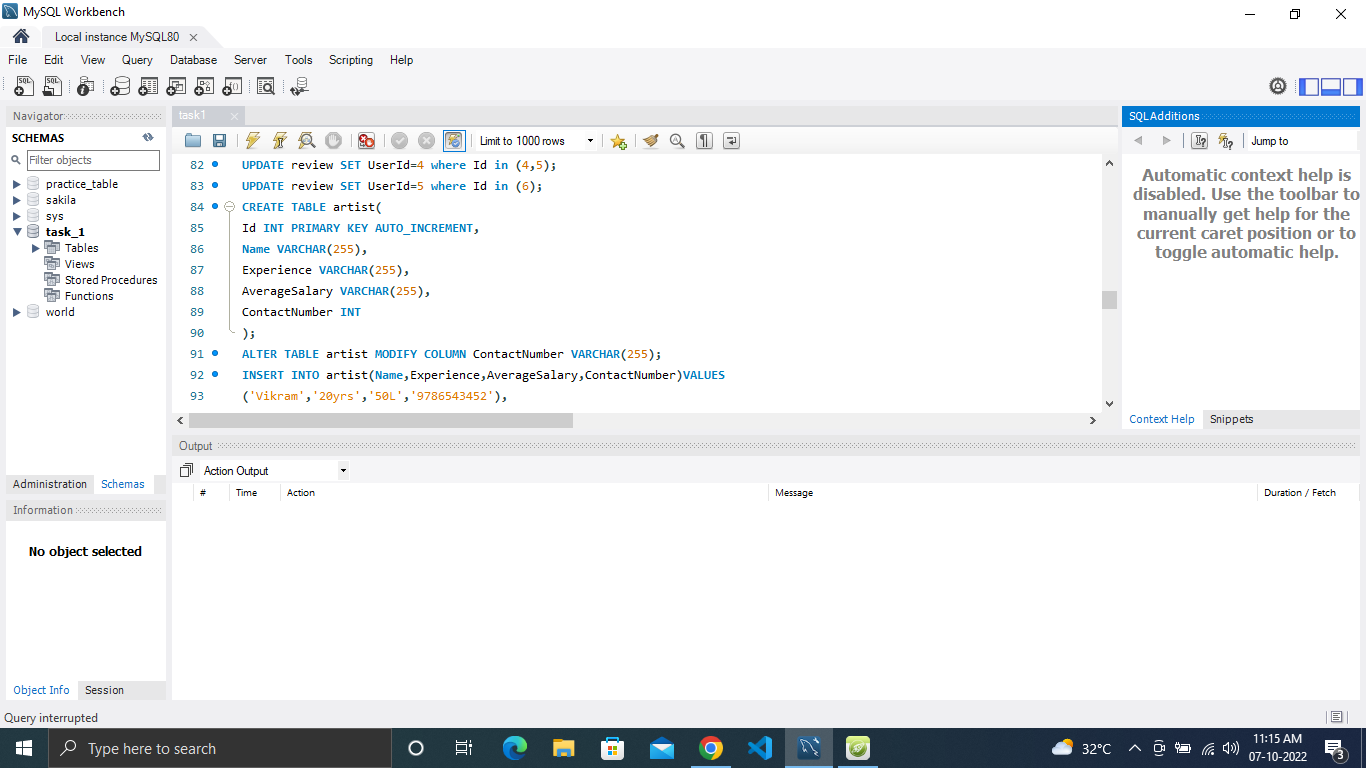 MySQL Workbench
Local instance MySQL80
File Edit View Query Database Server Tools Scripting Help
Navigator
SCHEMAS
Filter objects
practice_table
sakila
sys
task_1
Tables
Views
Stored Procedures
Functions
world
Administration Schemas
Information
No object selected
Object Info Session
task1
Limit to 1000 rows
82 UPDATE review SET UserId=4 where Id in (4,5);
83 UPDATE review SET UserId=5 where Id in (6);
84 CREATE TABLE artist(
85 Id INT PRIMARY KEY AUTO_INCREMENT,
86 Name VARCHAR(255),
87 Experience VARCHAR(255),
88 AverageSalary VARCHAR(255),
89 ContactNumber INT
90 );
91 ALTER TABLE artist MODIFY COLUMN ContactNumber VARCHAR(255);
92 INSERT INTO artist(Name,Experience,AverageSalary,ContactNumber)VALUES
93 ('Vikram','20yrs','50L','9786543452'),
SQLAdditions
Jump to
Automatic context help is
disabled. Use the toolbar to
manually get help for the
current caret position or to
toggle automatic help.
Context Help Snippets
Output
Action Output
# Time Action Message Duration / Fetch
Query interrupted
Type here to search
32°C
11:15 AM
07-10-2022
3